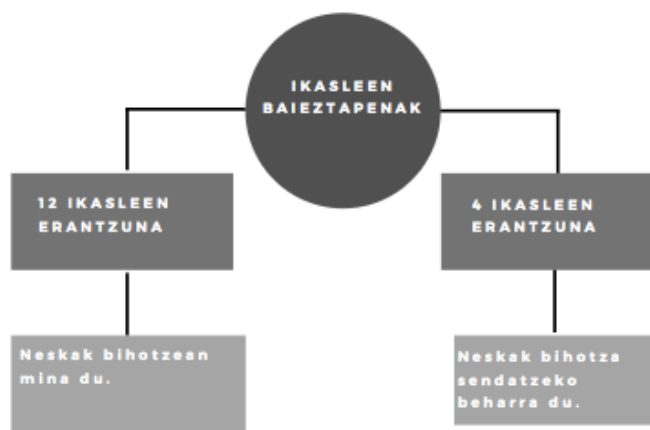 IKASLEEN
BAIEZTAPENAK
12 IKASLEEN
ERANTZUNA
4 IKASLEEN
ERANTZUNA
Neskak bihotzean
mina du.
Neskak bihotza
sendatzeko
beharra du.